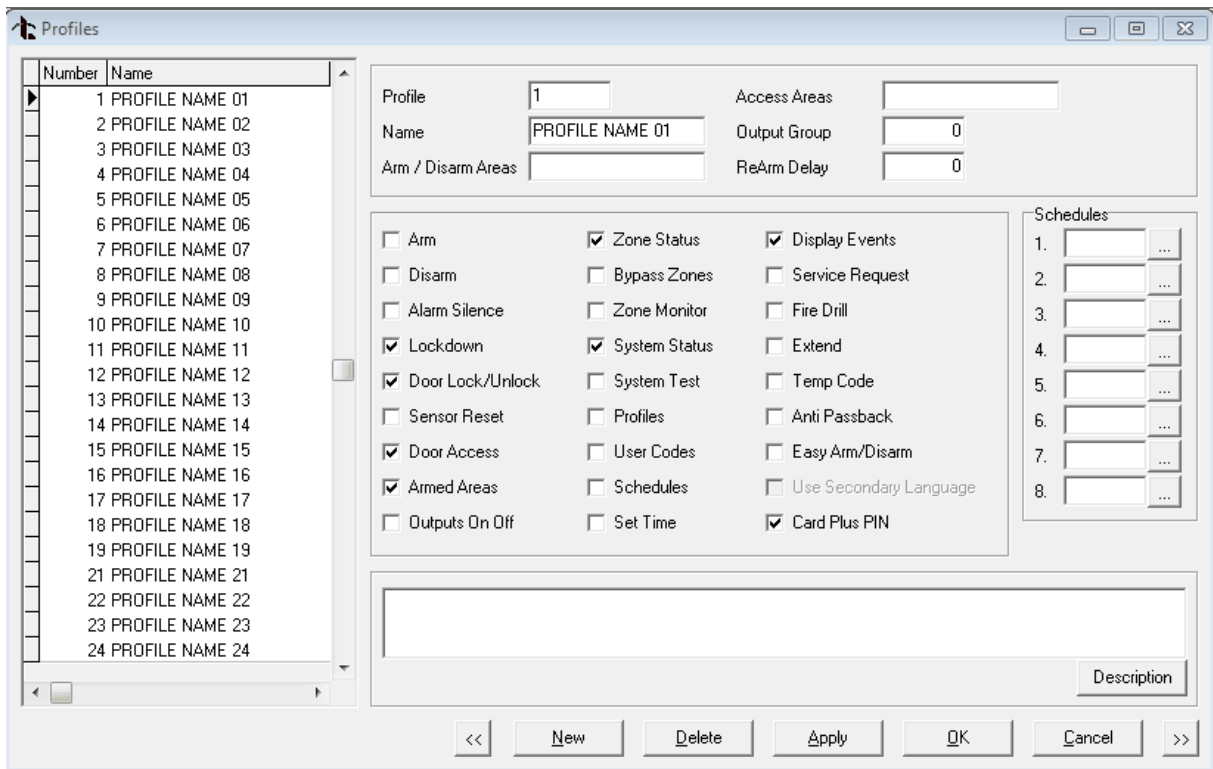 Profiles
Number Name
1 PROFILE NAME 01
2 PROFILE NAME 02
3 PROFILE NAME 03
4 PROFILE NAME 04
5 PROFILE NAME 05
6 PROFILE NAME 06
7 PROFILE NAME 07
8 PROFILE NAME 08
9 PROFILE NAME 09
10 PROFILE NAME 10
11 PROFILE NAME 11
12 PROFILE NAME 12
13 PROFILE NAME 13
14 PROFILE NAME 14
15 PROFILE NAME 15
16 PROFILE NAME 16
17 PROFILE NAME 17
18 PROFILE NAME 18
19 PROFILE NAME 19
21 PROFILE NAME 21
22 PROFILE NAME 22
23 PROFILE NAME 23
24 PROFILE NAME 24
Profile 1 Access Areas
Name PROFILE NAME 01 Output Group 0
Arm / Disarm Areas ReArm Delay 0
Arm Zone Status Display Events
Disarm Bypass Zones Service Request
Alarm Silence Zone Monitor Fire Drill
Lockdown System Status Extend
Door Lock/Unlock System Test Temp Code
Sensor Reset Profiles Anti Passback
Door Access User Codes Easy Arm/Disarm
Armed Areas Schedules Use Secondary Language
Outputs On Off Set Time Card Plus PIN
Schedules
1. ...
2. ...
3. ...
4. ...
5. ...
6. ...
7. ...
8. ...
Description
<< New Delete Apply OK Cancel >>